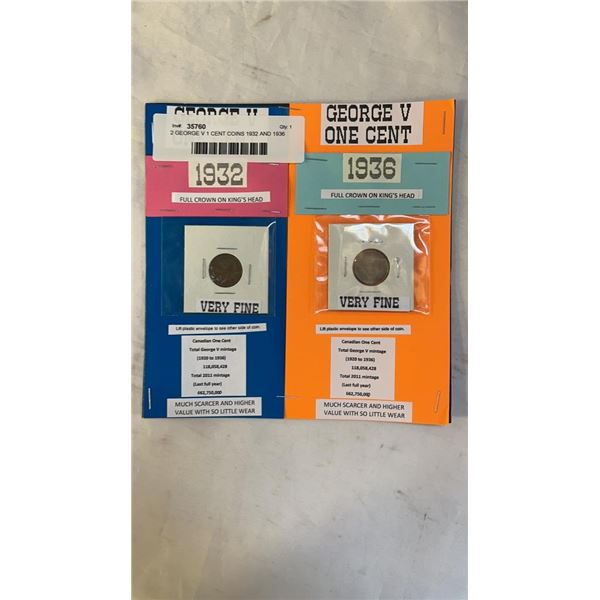 GEORGE V
Inv# 35760 Qty: 1
2 GEORGE V 1 CENT COINS 1932 AND 1936
1932
FULL CROWN ON KING'S HEAD
VERY FINE
Lift plastic envelope to see other side of coin.
Canadian One Cent
Total George V mintage
(1920 to 1936)
118,058,428
Total 2011 mintage
(Last full year)
662,750,000
MUCH SCARCER AND HIGHER
VALUE WITH SO LITTLE WEAR
GEORGE V
ONE CENT
1936
FULL CROWN ON KING'S HEAD
VERY FINE
Lift plastic envelope to see other side of coin.
Canadian One Cent
Total George V mintage
(1920 to 1936)
118,058,428
Total 2011 mintage
(Last full year)
662,750,000
MUCH SCARCER AND HIGHER
VALUE WITH SO LITTLE WEAR